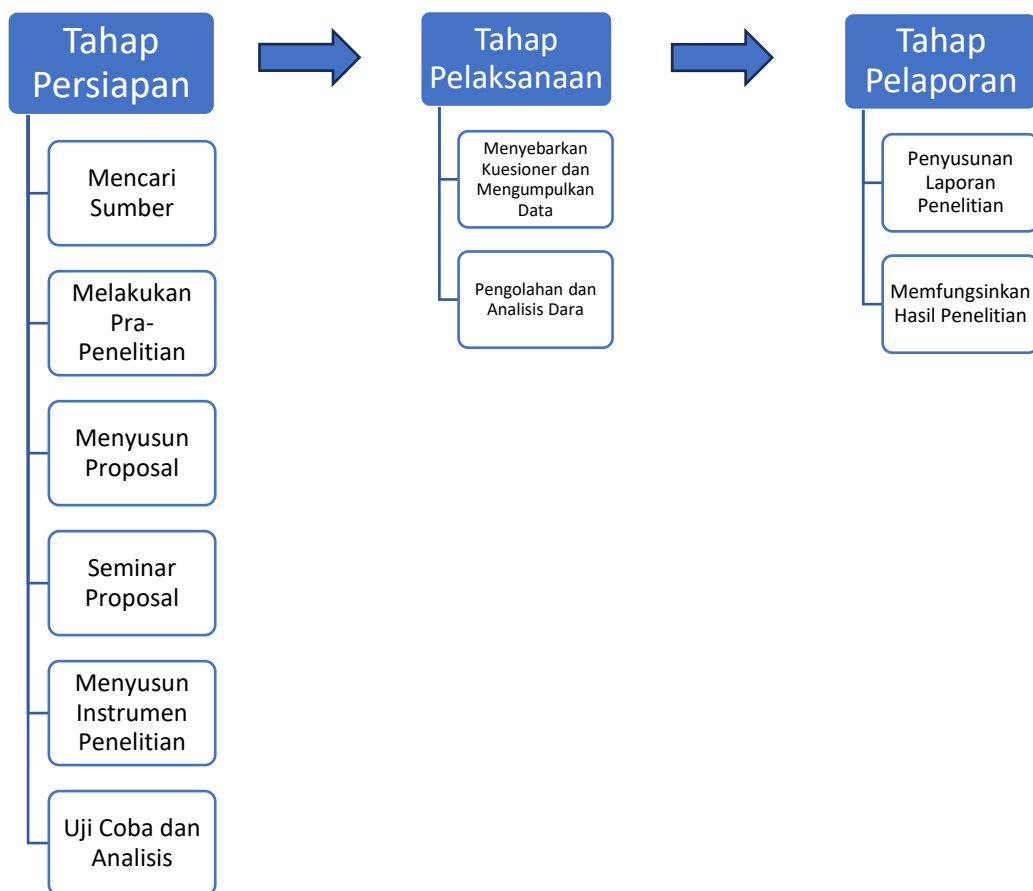 Tahap
Persiapan
Mencari
Sumber
Melakukan
Pra-
Penelitian
Menyusun
Proposal
Seminar
Proposal
Menyusun
Instrumen
Penelitian
Uji Coba dan
Analisis
Tahap
Pelaksanaan
Menyebarkan
Kuesioner dan
Mengumpulkan
Data
Pengolahan dan
Analisis Dara
Tahap
Pelaporan
Penyusunan
Laporan
Penelitian
Memfungsinkan
Hasil Penelitian